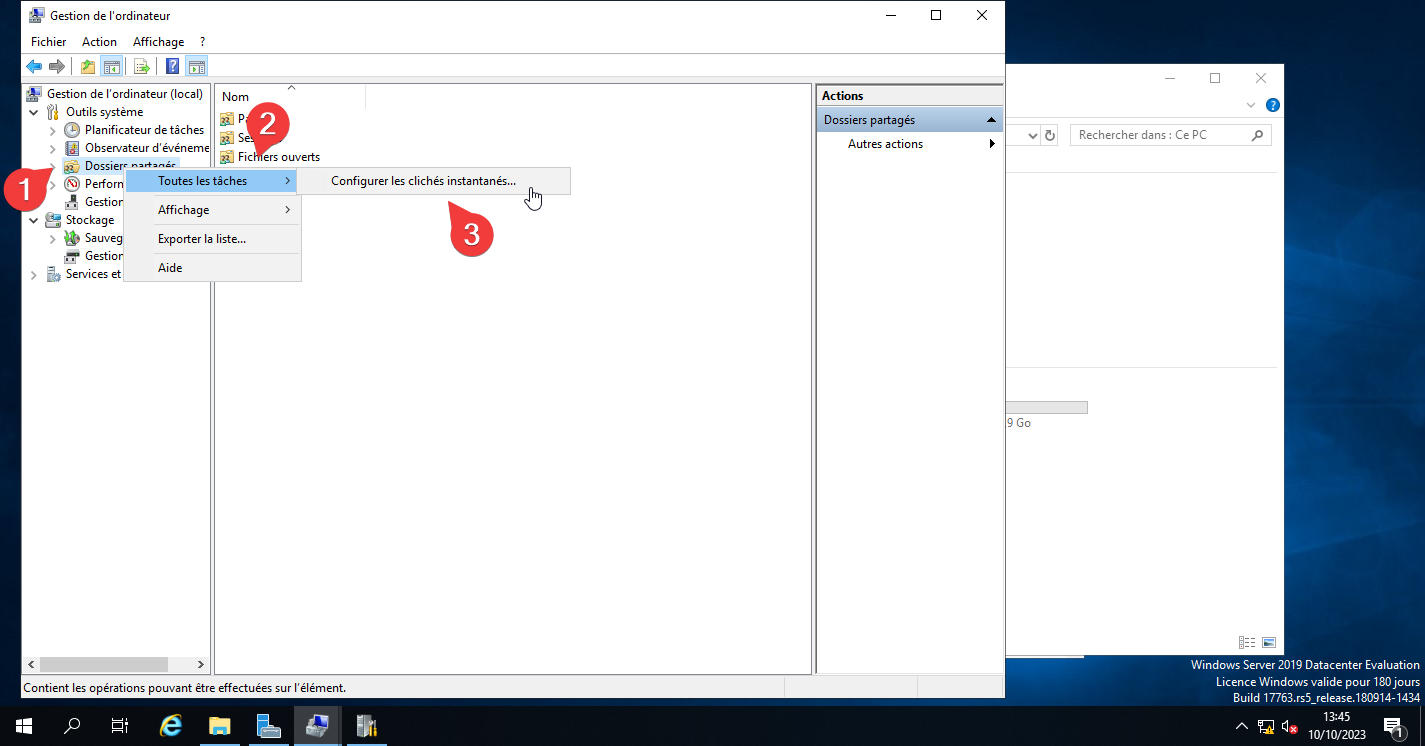 Gestion de l'ordinateur
Fichier Action Affichage ?
Gestion de l'ordinateur (local)
Outils système
Planificateur de tâches
Observateur d'événeme
Dossiers partagés
Perforn
Gestion
Stockage
Sauveg
Gestion
Services et
Nom
Fichiers ouverts
1
2
3
Toutes les tâches
Affichage
Exporter la liste...
Aide
Configurer les clichés instantanés...
Actions
Dossiers partagés
Autres actions
Rechercher dans : Ce PC
9 Go
Contient les opérations pouvant être effectuées sur l'élément.
Windows Server 2019 Datacenter Evaluation
Licence Windows valide pour 180 jours
Build 17763.rs5_release.180914-1434
13:45
10/10/2023
1